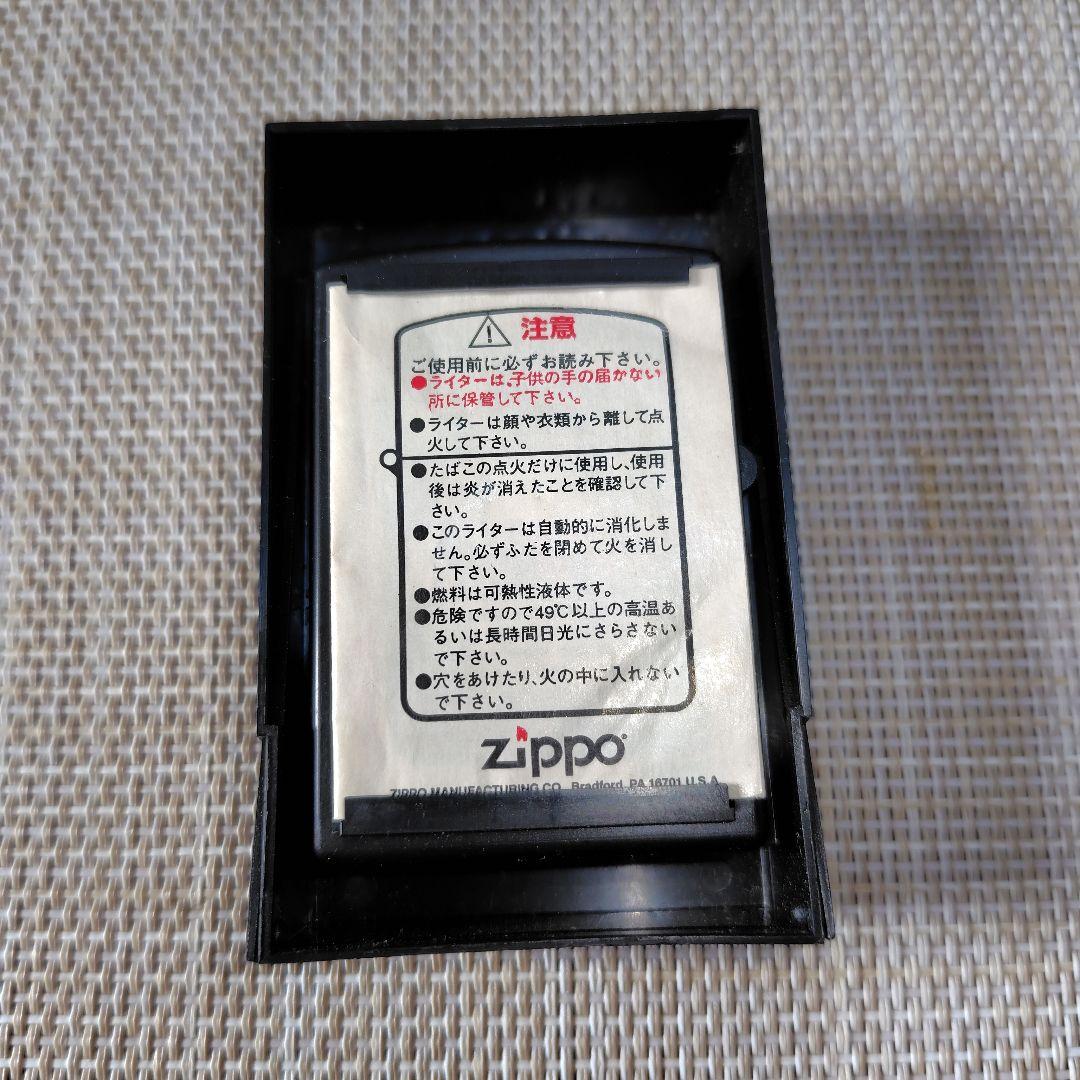 注意
ご使用前に必ずお読み下さい。
●ライターは、子供の手の届かない
所に保管して下さい。
●ライターは顔や衣類から離して点
火して下さい。
●たばこの点火だけに使用し、使用
後は炎が消えたことを確認して下
さい。
●このライターは自動的に消化しま
せん。必ずふたを閉めて火を消し
て下さい。
●燃料は可熱性液体です。
●危険ですので49℃以上の高温あ
るいは長時間日光にさらさない
で下さい。
●穴をあけたり、火の中に入れない
で下さい。
zippo
ZIPPO MANUFACTURING CO. Bradford, PA 16701 U.S.A.